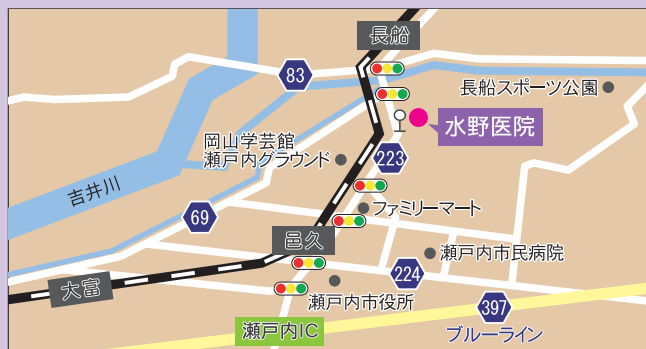 長船
83
長船スポーツ公園
水野医院
岡山学芸館
瀬戸内グラウンド
223
吉井川
69
ファミリーマート
邑久
瀬戸内市民病院
224
大富
瀬戸内市役所
397
瀬戸内IC
ブルーライン